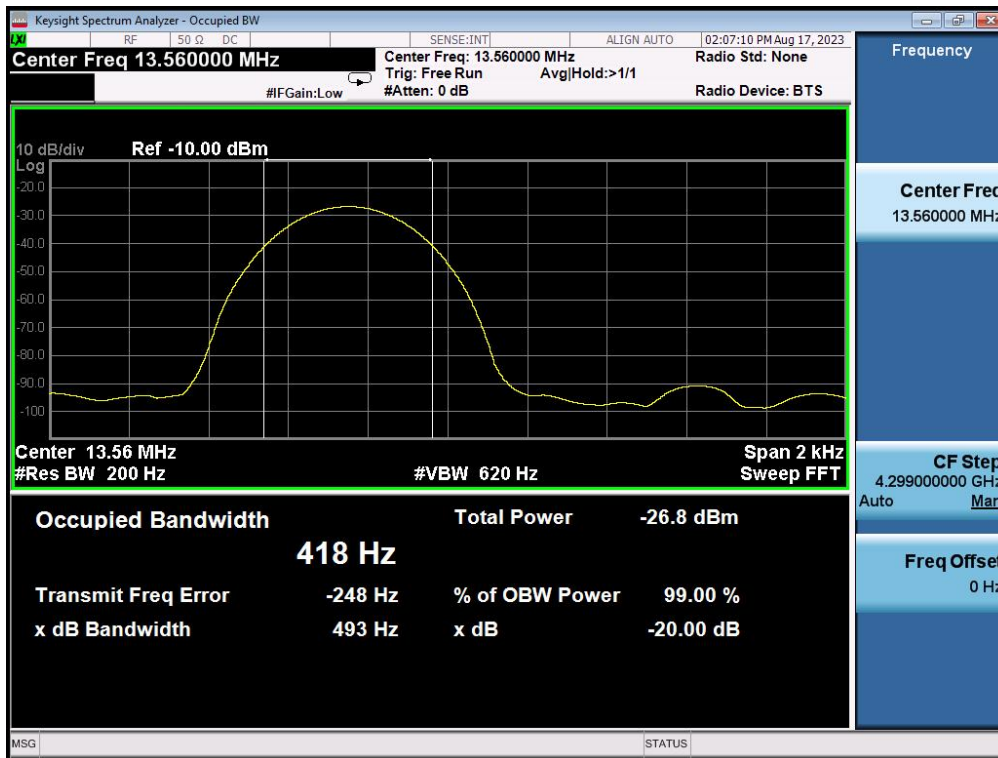 Keysight Spectrum Analyzer - Occupied BW
LXI RF 50 Ω DC SENSE:INT ALIGN AUTO 02:07:10 PM Aug 17, 2023
Center Freq 13.560000 MHz
Center Freq: 13.560000 MHz
Radio Std: None
Trig: Free Run
Avg|Hold:>1/1
#IFGain:Low
#Atten: 0 dB
Radio Device: BTS
10 dB/div
Ref -10.00 dBm
Log
-20.0
-30.0
-40.0
-50.0
-60.0
-70.0
-80.0
-90.0
-100
Center 13.56 MHz
Span 2 kHz
#Res BW 200 Hz
#VBW 620 Hz
Sweep FFT
Occupied Bandwidth
Total Power
-26.8 dBm
418 Hz
Transmit Freq Error
-248 Hz
% of OBW Power
99.00 %
x dB Bandwidth
493 Hz
x dB
-20.00 dB
Frequency
Center Freq
13.560000 MHz
CF Step
4.299000000 GHz
Auto
Man
Freq Offset
0 Hz
MSG
STATUS